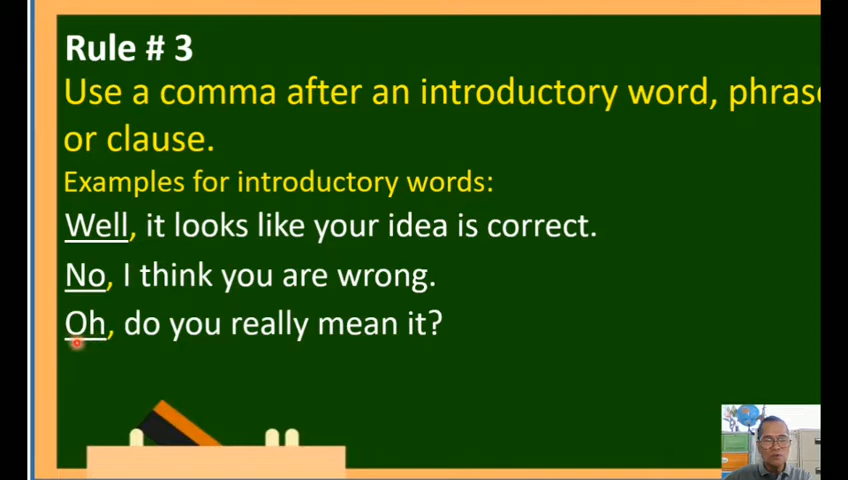 Rule # 3
Use a comma after an introductory word, phrase
or clause.
Examples for introductory words:
Well, it looks like your idea is correct.
No, I think you are wrong.
Oh, do you really mean it?